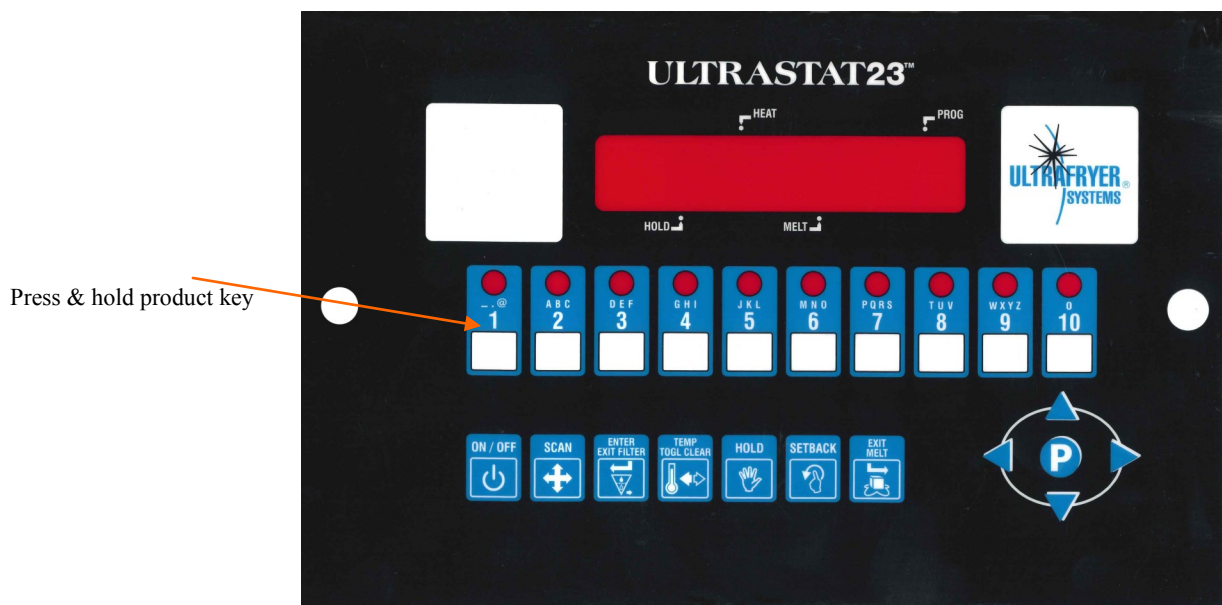 ULTRASTAT23™
HEAT
PROG
ULTRAFRYER®
SYSTEMS
HOLD
MELT
Press & hold product key
_ . @
1
A B C
2
D E F
3
G H I
4
J K L
5
M N O
6
P Q R S
7
T U V
8
W X Y Z
9
0
10
ON / OFF
SCAN
ENTER
EXIT FILTER
TEMP
TOGL CLEAR
HOLD
SETBACK
EXIT
MELT
P